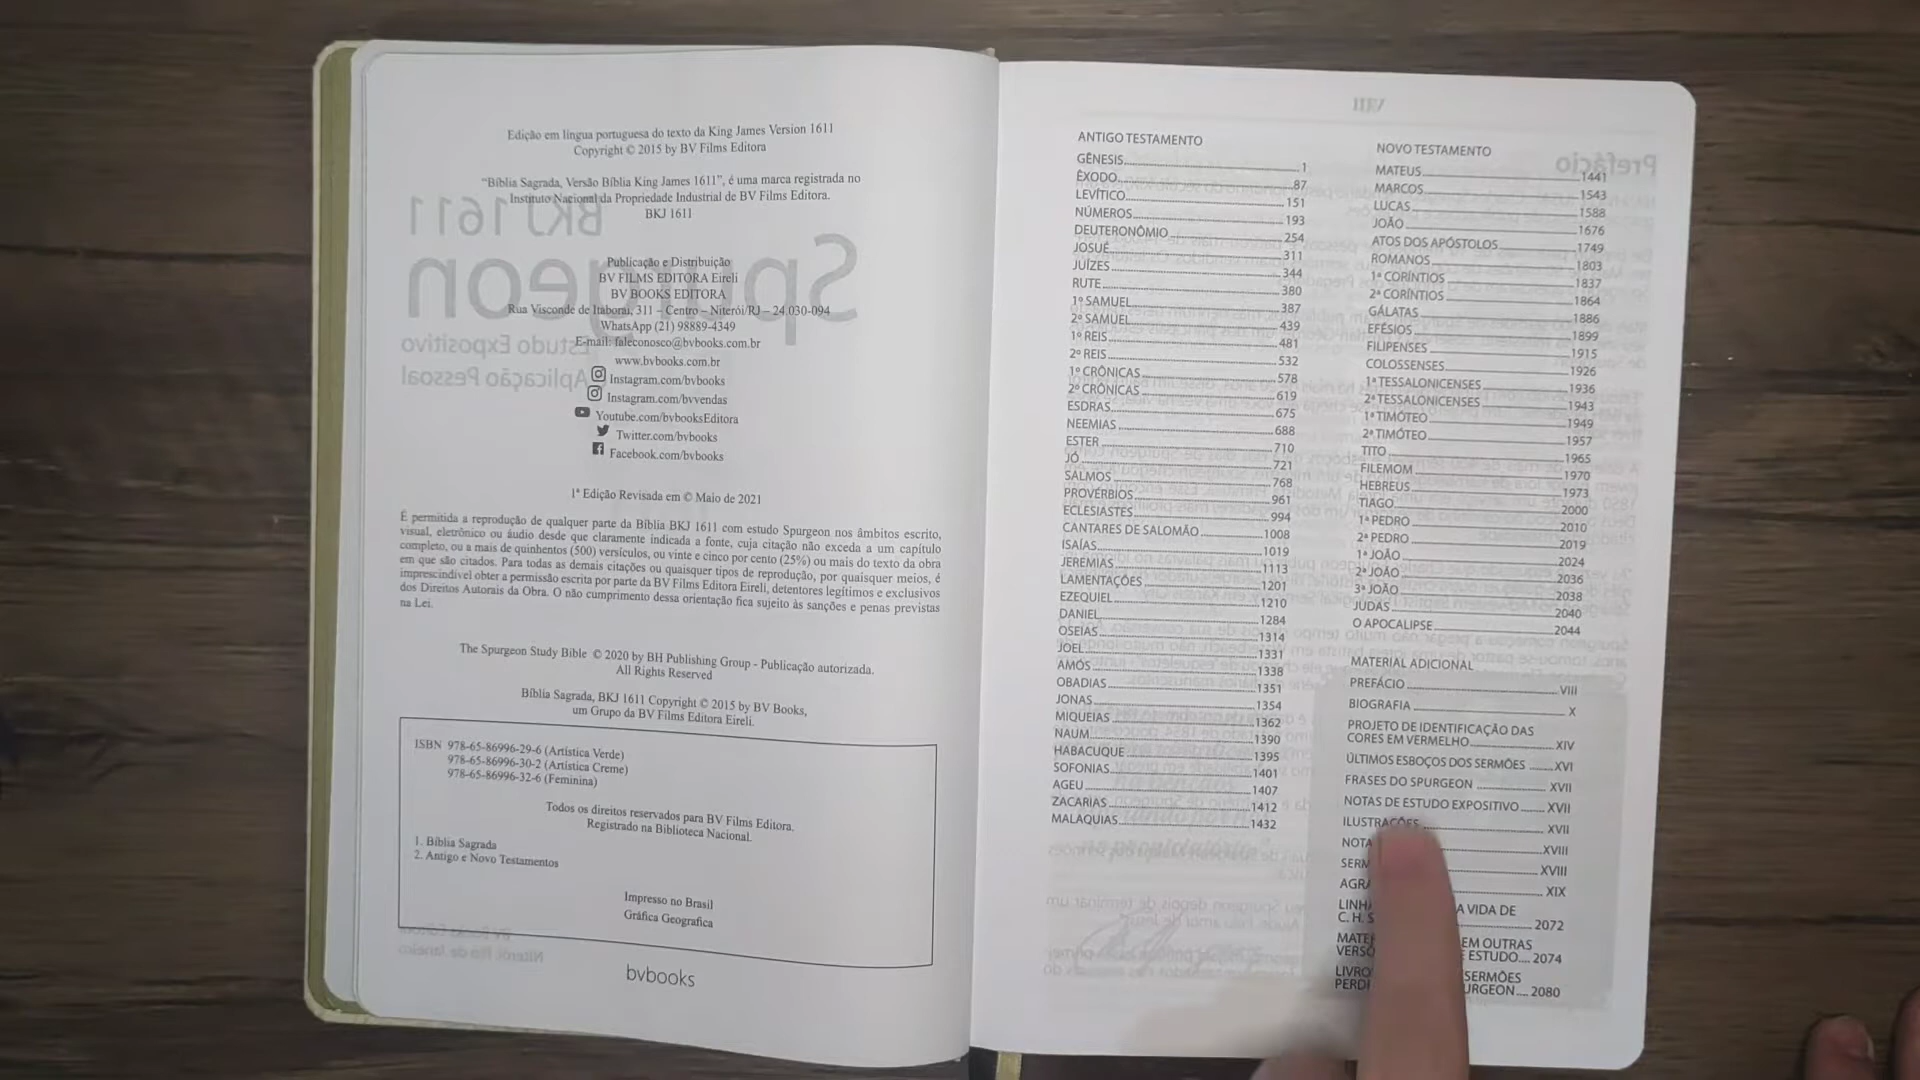 Edição em língua portuguesa do texto da King James Version 1611
Copyright © 2015 by BV Films Editora
“Bíblia Sagrada, Versão Bíblia King James 1611”, é uma marca registrada no
Instituto Nacional da Propriedade Industrial de BV Films Editora.
BKJ 1611
Publicação e Distribuição
BV FILMS EDITORA Eireli
BV BOOKS EDITORA
Rua Visconde de Itaboraí, 311 – Centro – Niterói/RJ – 24.030-094
WhatsApp (21) 98889-4349
E-mail: faleconosco@bvbooks.com.br
www.bvbooks.com.br
Instagram.com/bvbooks
Instagram.com/bvvendas
Youtube.com/bvbooksEditora
Twitter.com/bvbooks
Facebook.com/bvbooks
1ª Edição Revisada em © Maio de 2021
É permitida a reprodução de qualquer parte da Bíblia BKJ 1611 com estudo Spurgeon nos âmbitos escrito,
visual, eletrônico ou áudio desde que claramente indicada a fonte, cuja citação não exceda a um capítulo
completo, ou a mais de quinhentos (500) versículos, ou vinte e cinco por cento (25%) ou mais do texto da obra
em que são citados. Para todas as demais citações ou quaisquer tipos de reprodução, por quaisquer meios, é
imprescindível obter a permissão escrita por parte da BV Films Editora Eireli, detentores legítimos e exclusivos
dos Direitos Autorais da Obra. O não cumprimento dessa orientação fica sujeito às sanções e penas previstas
na Lei.
The Spurgeon Study Bible © 2020 by BH Publishing Group - Publicação autorizada.
All Rights Reserved
Bíblia Sagrada, BKJ 1611 Copyright © 2015 by BV Books,
um Grupo da BV Films Editora Eireli.
ISBN 978-65-86996-29-6 (Artística Verde)
978-65-86996-30-2 (Artística Creme)
978-65-86996-32-6 (Feminina)
Todos os direitos reservados para BV Films Editora.
Registrado na Biblioteca Nacional.
1. Bíblia Sagrada
2. Antigo e Novo Testamentos
Impresso no Brasil
Gráfica Geografica
bvbooks
ANTIGO TESTAMENTO
GÊNESIS 1
ÊXODO 87
LEVÍTICO 151
NÚMEROS 193
DEUTERONÔMIO 254
JOSUÉ 311
JUÍZES 344
RUTE 380
1º SAMUEL 387
2º SAMUEL 439
1º REIS 481
2º REIS 532
1º CRÔNICAS 578
2º CRÔNICAS 619
ESDRAS 675
NEEMIAS 688
ESTER 710
JÓ 721
SALMOS 768
PROVÉRBIOS 961
ECLESIASTES 994
CANTARES DE SALOMÃO 1008
ISAÍAS 1019
JEREMIAS 1113
LAMENTAÇÕES 1201
EZEQUIEL 1210
DANIEL 1284
OSEIAS 1314
JOEL 1331
AMÓS 1338
OBADIAS 1351
JONAS 1354
MIQUEIAS 1362
NAUM 1390
HABACUQUE 1395
SOFONIAS 1401
AGEU 1407
ZACARIAS 1412
MALAQUIAS 1432
NOVO TESTAMENTO
MATEUS 1441
MARCOS 1543
LUCAS 1588
JOÃO 1676
ATOS DOS APÓSTOLOS 1749
ROMANOS 1803
1ª CORÍNTIOS 1837
2ª CORÍNTIOS 1864
GÁLATAS 1886
EFÉSIOS 1899
FILIPENSES 1915
COLOSSENSES 1926
1ª TESSALONICENSES 1936
2ª TESSALONICENSES 1943
1ª TIMÓTEO 1949
2ª TIMÓTEO 1957
TITO 1965
FILEMOM 1970
HEBREUS 1973
TIAGO 2000
1ª PEDRO 2010
2ª PEDRO 2019
1ª JOÃO 2024
2ª JOÃO 2036
3ª JOÃO 2038
JUDAS 2040
O APOCALIPSE 2044
MATERIAL ADICIONAL
PREFÁCIO VIII
BIOGRAFIA X
PROJETO DE IDENTIFICAÇÃO DAS
CORES EM VERMELHO XIV
ÚLTIMOS ESBOÇOS DOS SERMÕES XVI
FRASES DO SPURGEON XVII
NOTAS DE ESTUDO EXPOSITIVO XVII
ILUSTRAÇÕES XVII
XVIII
XVIII
XIX
A VIDA DE
C. H. 2072
EM OUTRAS
ESTUDO 2074
SERMÕES
2080